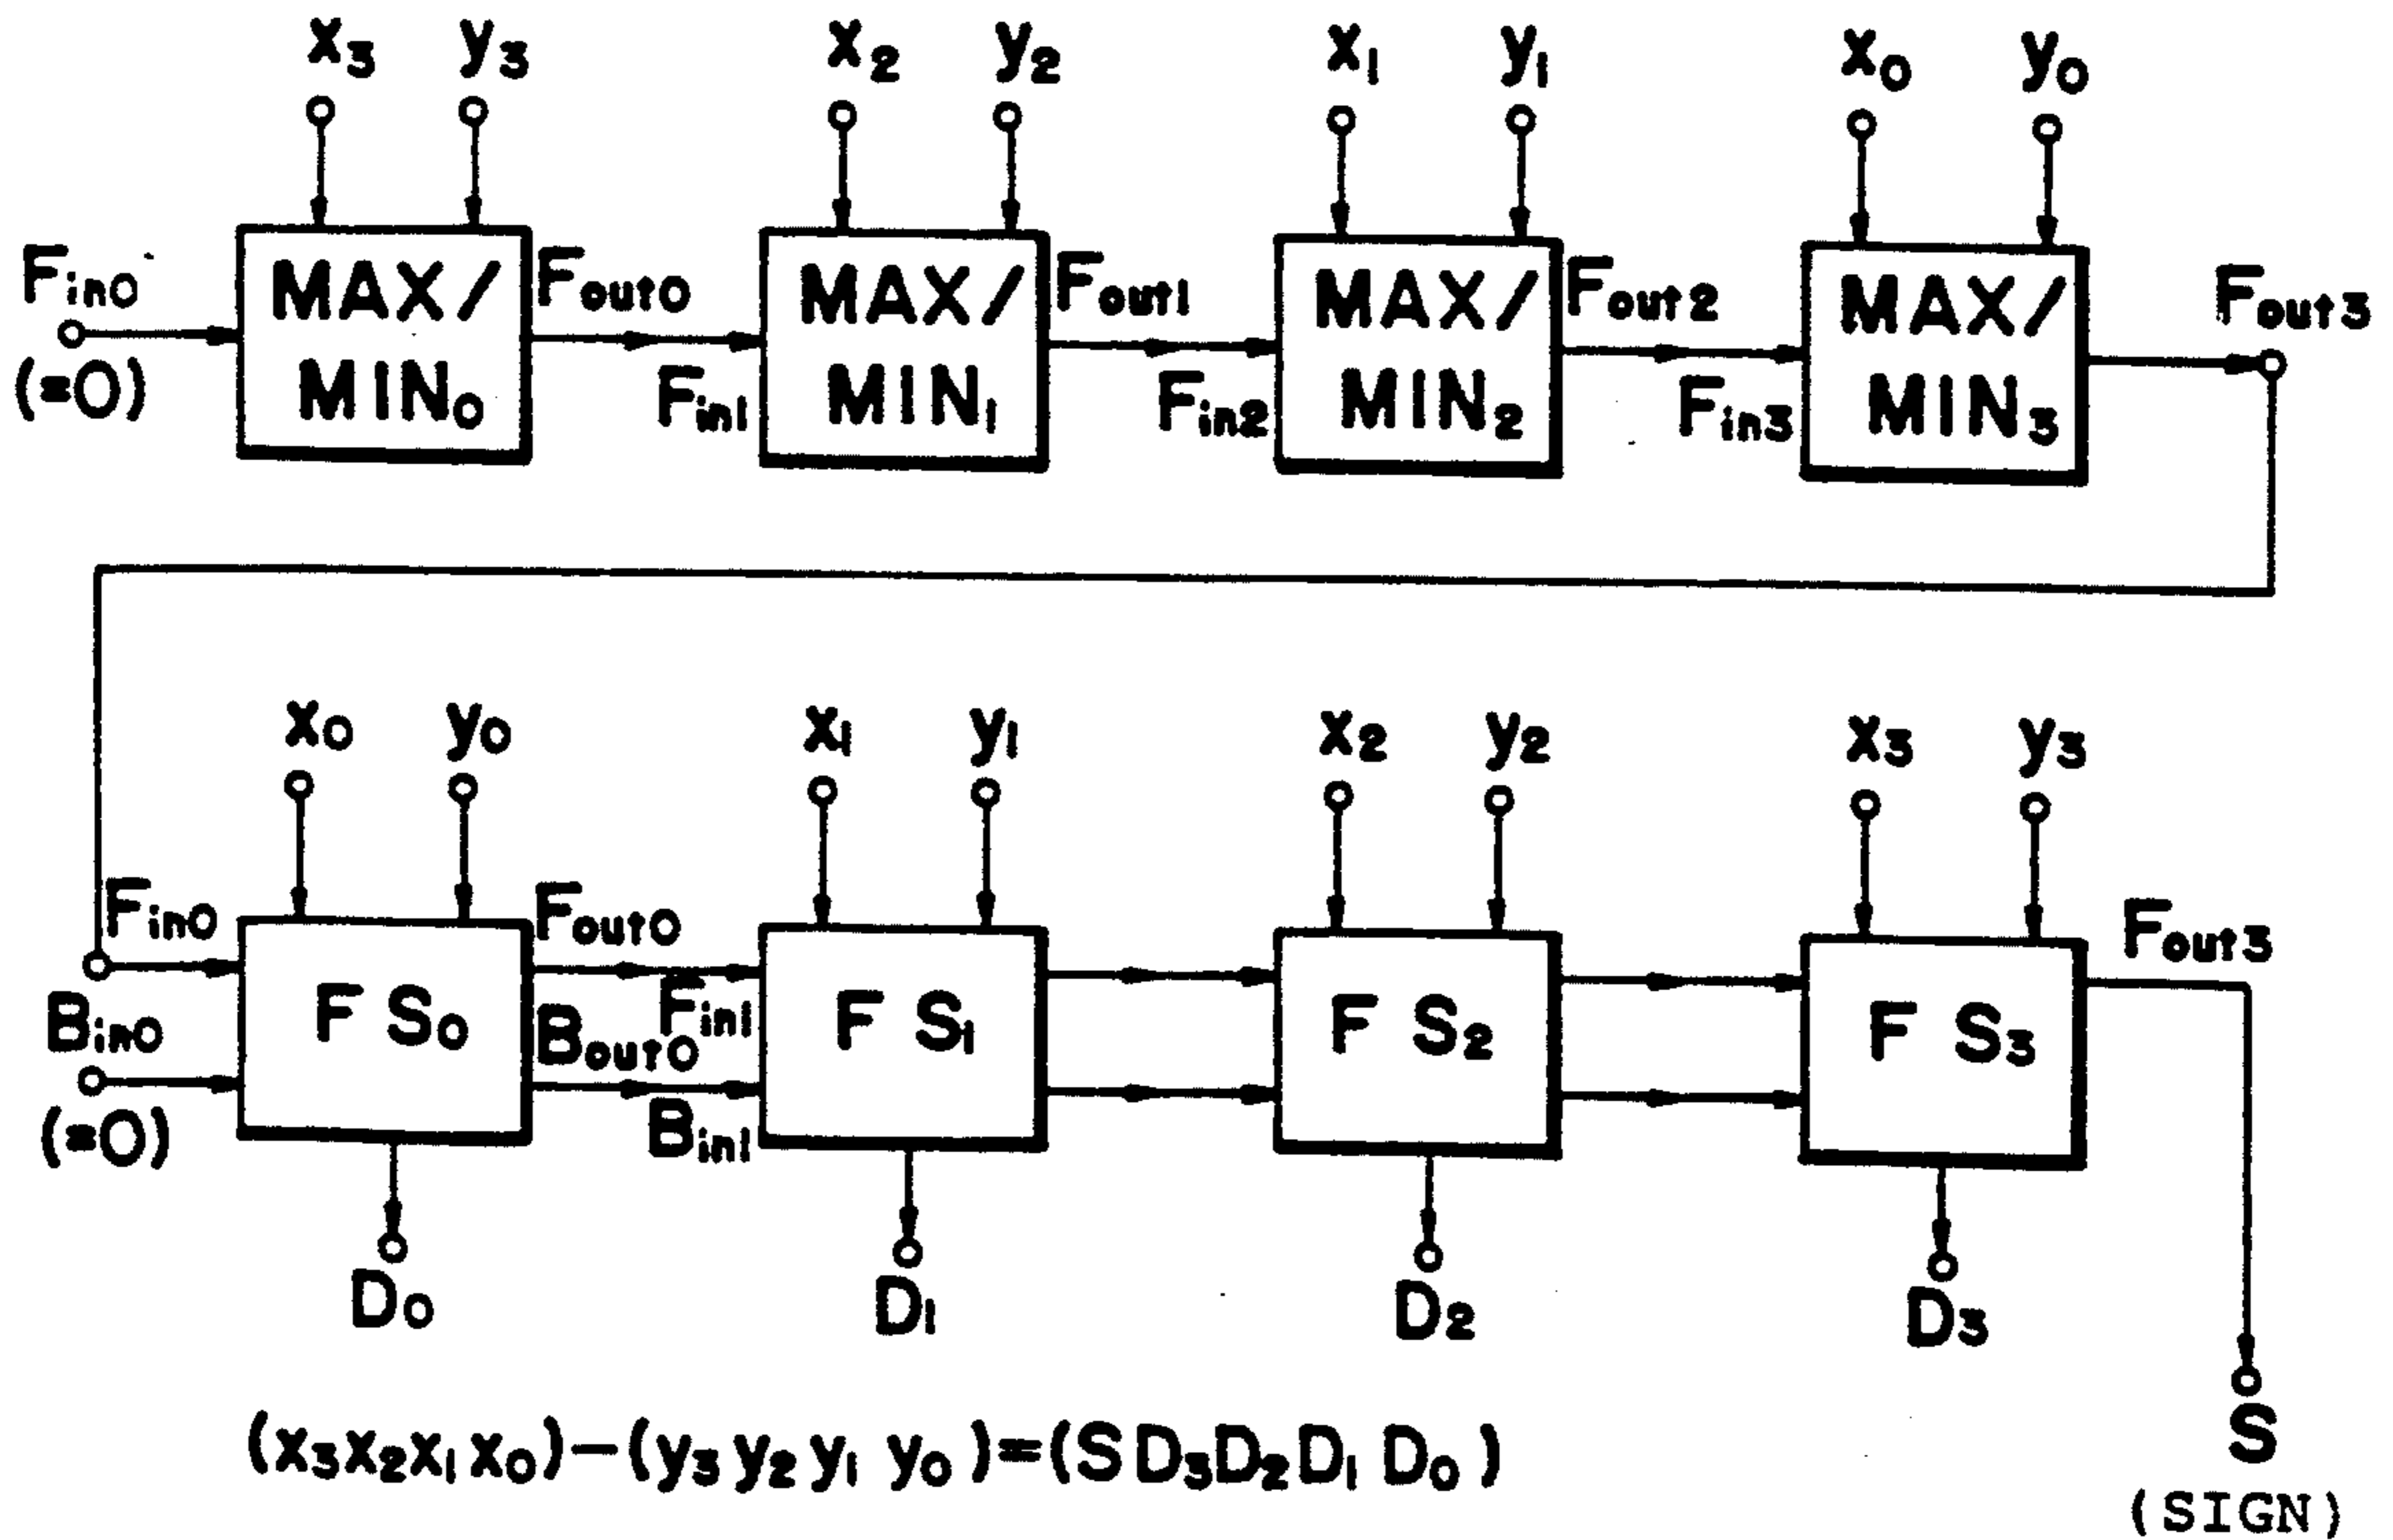 x₃ y₃ x₂ y₂ x₁ y₁ x₀ y₀
Fin0 MAX/ Fout0 MAX/ Fout1 MAX/ Fout2 MAX/ Fout3
(=0) MIN₀ Fin1 MIN₁ Fin2 MIN₂ Fin3 MIN₃
x₀ y₀ x₁ y₁ x₂ y₂ x₃ y₃
Fin0 Fout0 Fout3
F S₀ Fin1 F S₁ F S₂ F S₃
Bin0 Bout0
(=0) Bin1
D₀ D₁ D₂ D₃
(x₃x₂x₁x₀)−(y₃y₂y₁y₀)=(SD₃D₂D₁D₀)
S
(SIGN)